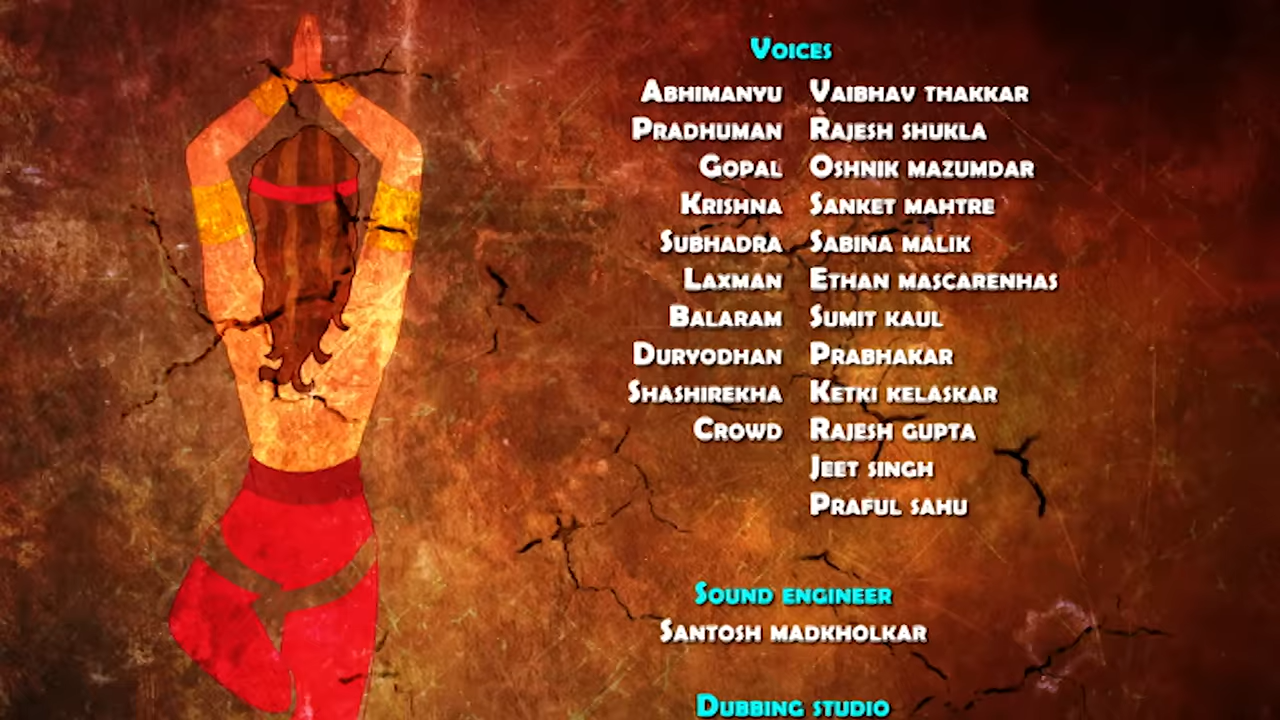 Voices
Abhimanyu Vaibhav thakkar
Pradhuman Rajesh shukla
Gopal Oshnik mazumdar
Krishna Sanket mahtre
Subhadra Sabina malik
Laxman Ethan mascarenhas
Balaram Sumit kaul
Duryodhan Prabhakar
Shashirekha Ketki kelaskar
Crowd Rajesh gupta
Jeet singh
Praful sahu
Sound engineer
Santosh madkholkar
Dubbing studio